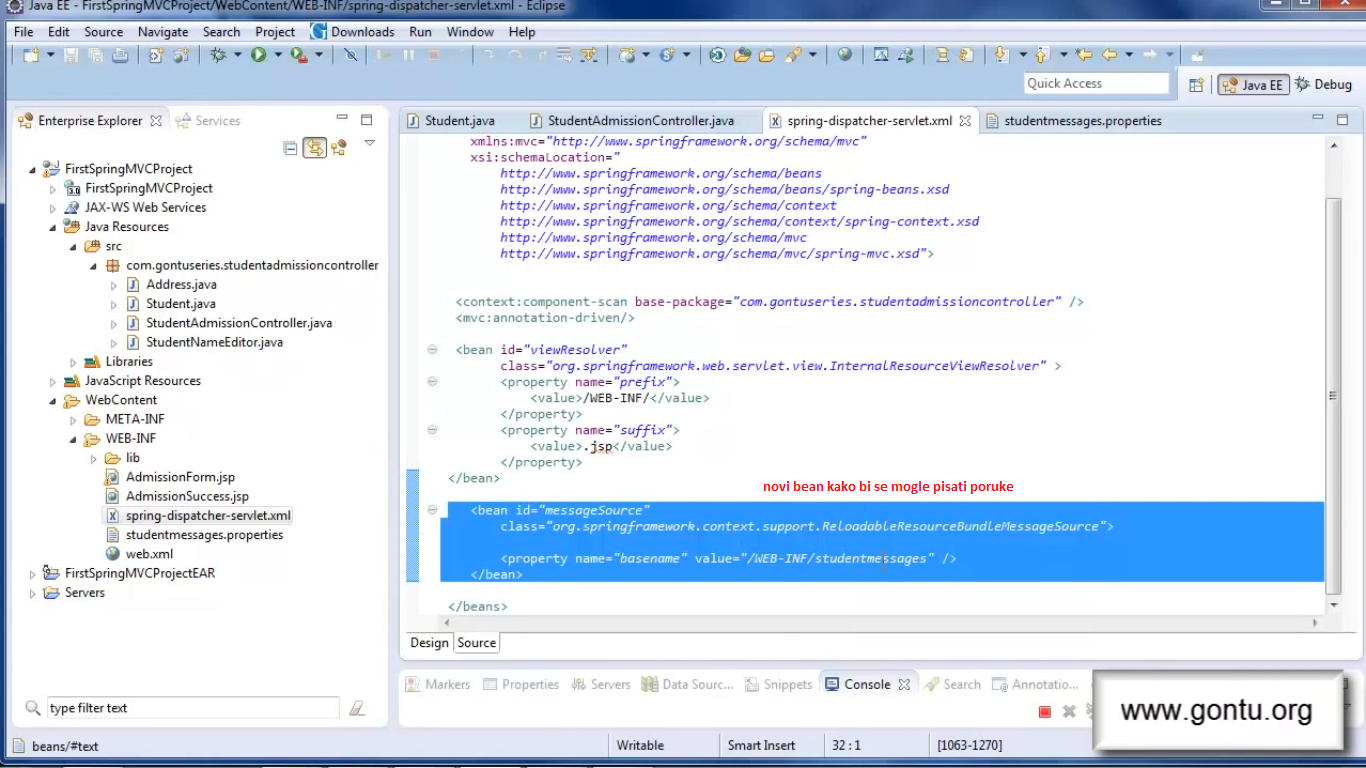 Java EE - FirstSpringMVCProject/WebContent/WEB-INF/spring-dispatcher-servlet.xml - Eclipse
File Edit Source Navigate Search Project Downloads Run Window Help
Quick Access
Java EE
Debug
Enterprise Explorer
Services
FirstSpringMVCProject
FirstSpringMVCProject
JAX-WS Web Services
Java Resources
src
com.gontuseries.studentadmissioncontroller
Address.java
Student.java
StudentAdmissionController.java
StudentNameEditor.java
Libraries
JavaScript Resources
WebContent
META-INF
WEB-INF
lib
AdmissionForm.jsp
AdmissionSuccess.jsp
spring-dispatcher-servlet.xml
studentmessages.properties
web.xml
FirstSpringMVCProjectEAR
Servers
type filter text
Student.java
StudentAdmissionController.java
spring-dispatcher-servlet.xml
studentmessages.properties
xmlns:mvc="http://www.springframework.org/schema/mvc"
xsi:schemaLocation="
http://www.springframework.org/schema/beans
http://www.springframework.org/schema/beans/spring-beans.xsd
http://www.springframework.org/schema/context
http://www.springframework.org/schema/context/spring-context.xsd
http://www.springframework.org/schema/mvc
http://www.springframework.org/schema/mvc/spring-mvc.xsd">
<context:component-scan base-package="com.gontuseries.studentadmissioncontroller" />
<mvc:annotation-driven/>
<bean id="viewResolver"
class="org.springframework.web.servlet.view.InternalResourceViewResolver" >
<property name="prefix">
<value>/WEB-INF/</value>
</property>
<property name="suffix">
<value>.jsp</value>
</property>
</bean>
novi bean kako bi se mogle pisati poruke
<bean id="messageSource"
class="org.springframework.context.support.ReloadableResourceBundleMessageSource">
<property name="basename" value="/WEB-INF/studentmessages" />
</bean>
</beans>
Design
Source
Markers
Properties
Servers
Data Sourc...
Snippets
Console
Search
Annotatio...
www.gontu.org
beans/#text
Writable
Smart Insert
32 : 1
[1063-1270]